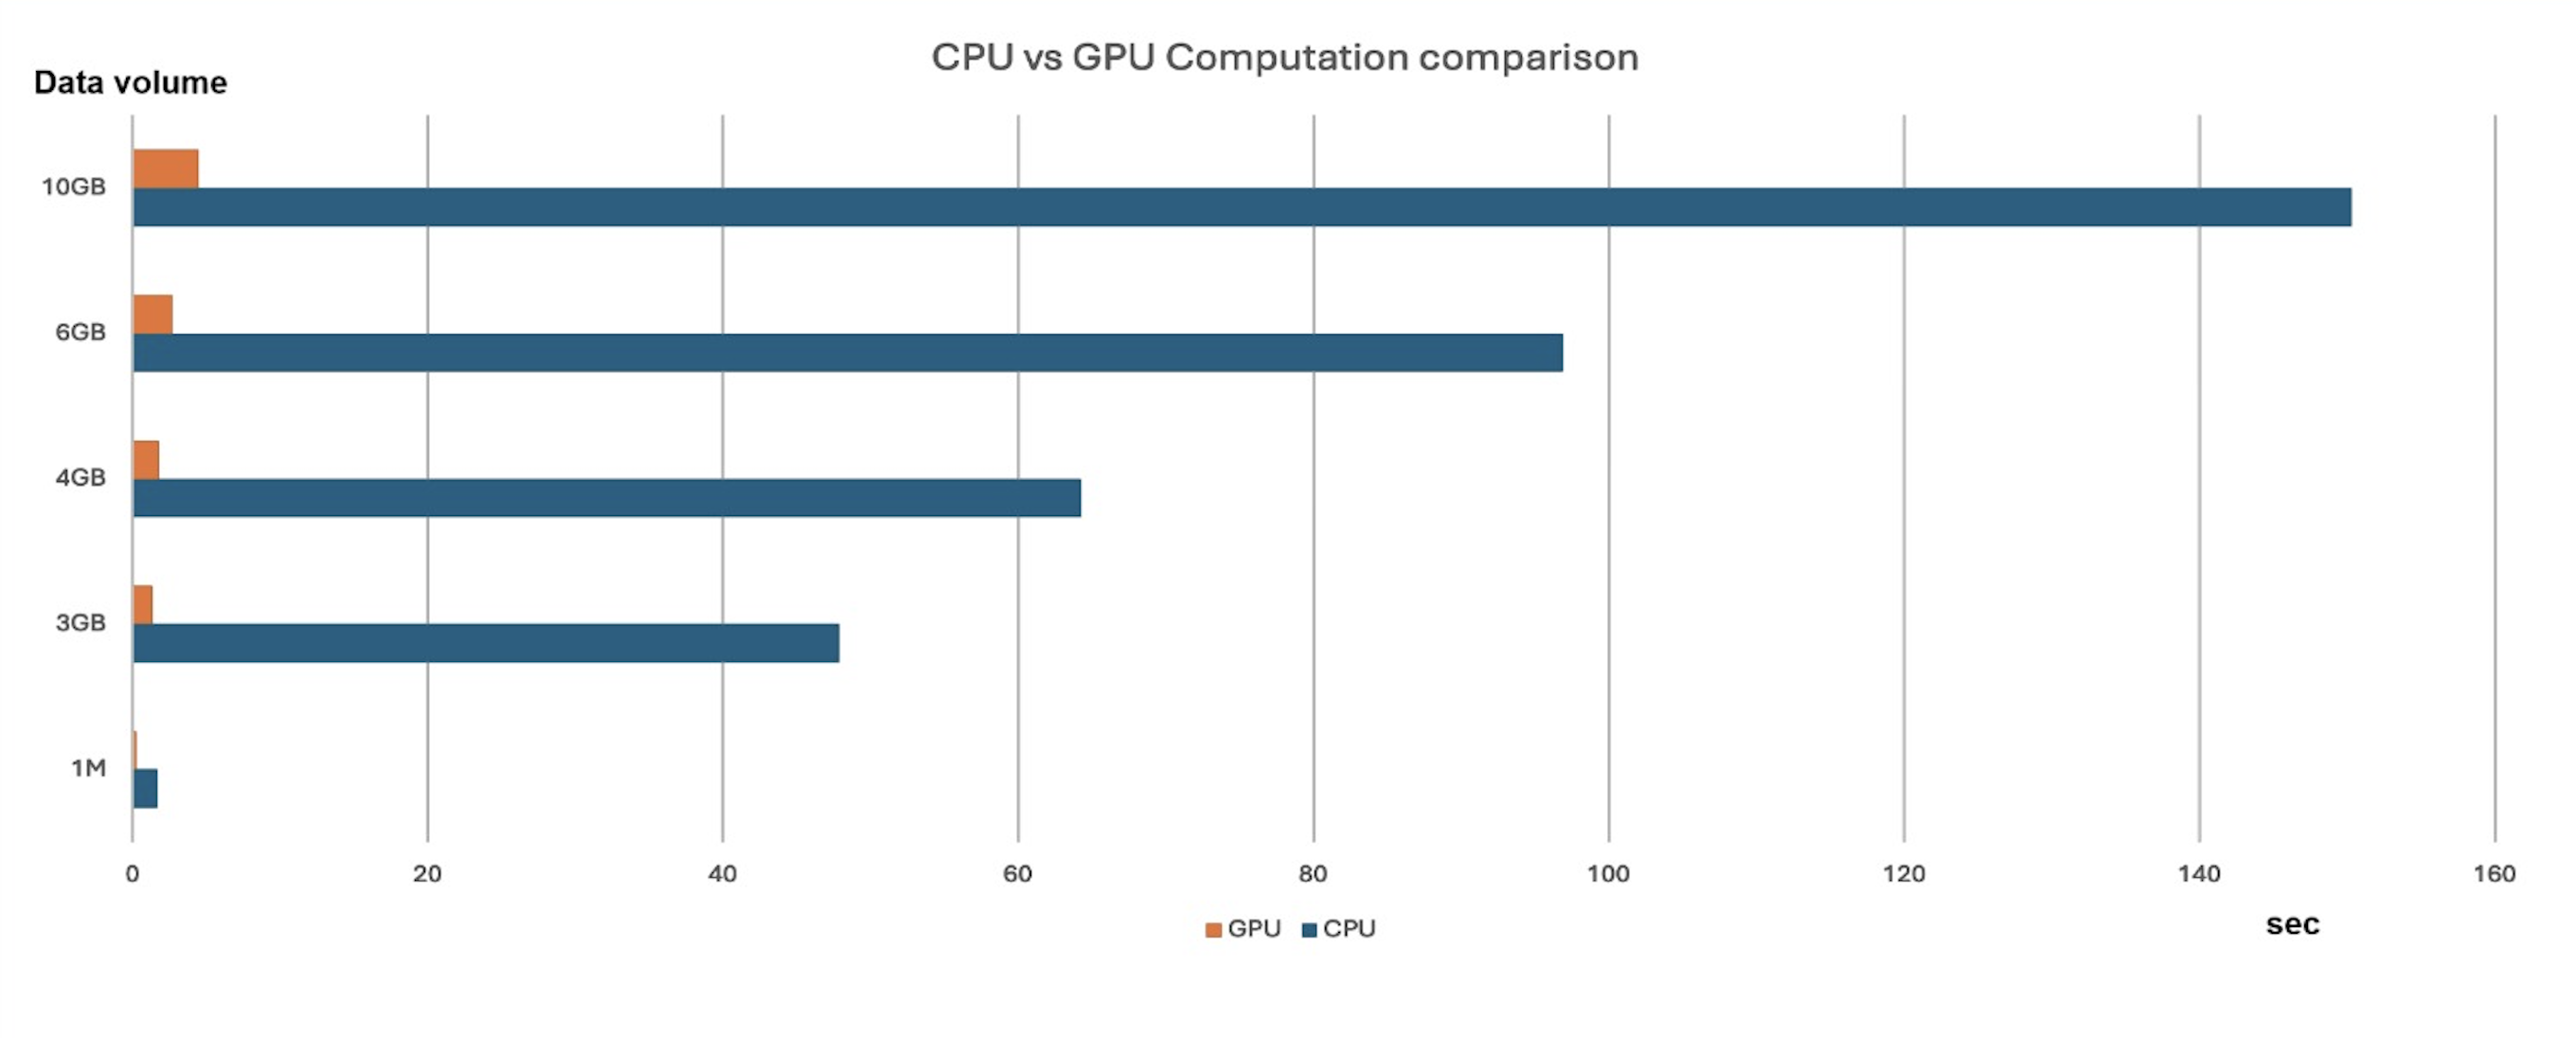 CPU vs GPU Computation comparison
Data volume
10GB
6GB
4GB
3GB
1M
0 20 40 60 80 100 120 140 160
GPU CPU
sec